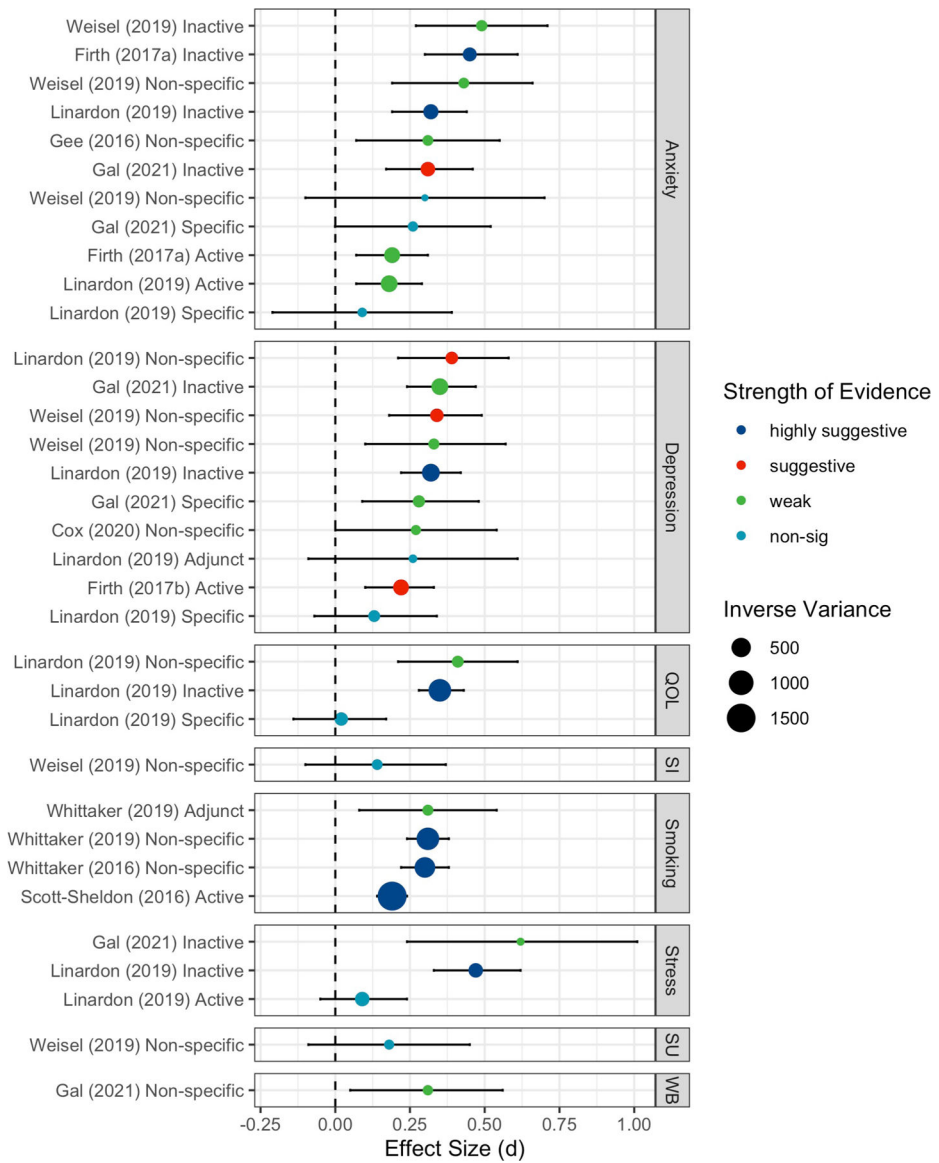 Weisel (2019) Inactive
Firth (2017a) Inactive
Weisel (2019) Non-specific
Linardon (2019) Inactive
Gee (2016) Non-specific
Gal (2021) Inactive
Weisel (2019) Non-specific
Gal (2021) Specific
Firth (2017a) Active
Linardon (2019) Active
Linardon (2019) Specific
Anxiety
Linardon (2019) Non-specific
Gal (2021) Inactive
Weisel (2019) Non-specific
Weisel (2019) Non-specific
Linardon (2019) Inactive
Gal (2021) Specific
Cox (2020) Non-specific
Linardon (2019) Adjunct
Firth (2017b) Active
Linardon (2019) Specific
Depression
Linardon (2019) Non-specific
Linardon (2019) Inactive
Linardon (2019) Specific
QOL
Weisel (2019) Non-specific
SI
Whittaker (2019) Adjunct
Whittaker (2019) Non-specific
Whittaker (2016) Non-specific
Scott-Sheldon (2016) Active
Smoking
Gal (2021) Inactive
Linardon (2019) Inactive
Linardon (2019) Active
Stress
Weisel (2019) Non-specific
SU
Gal (2021) Non-specific
WB
-0.25 0.00 0.25 0.50 0.75 1.00
Effect Size (d)
Strength of Evidence
highly suggestive
suggestive
weak
non-sig
Inverse Variance
500
1000
1500